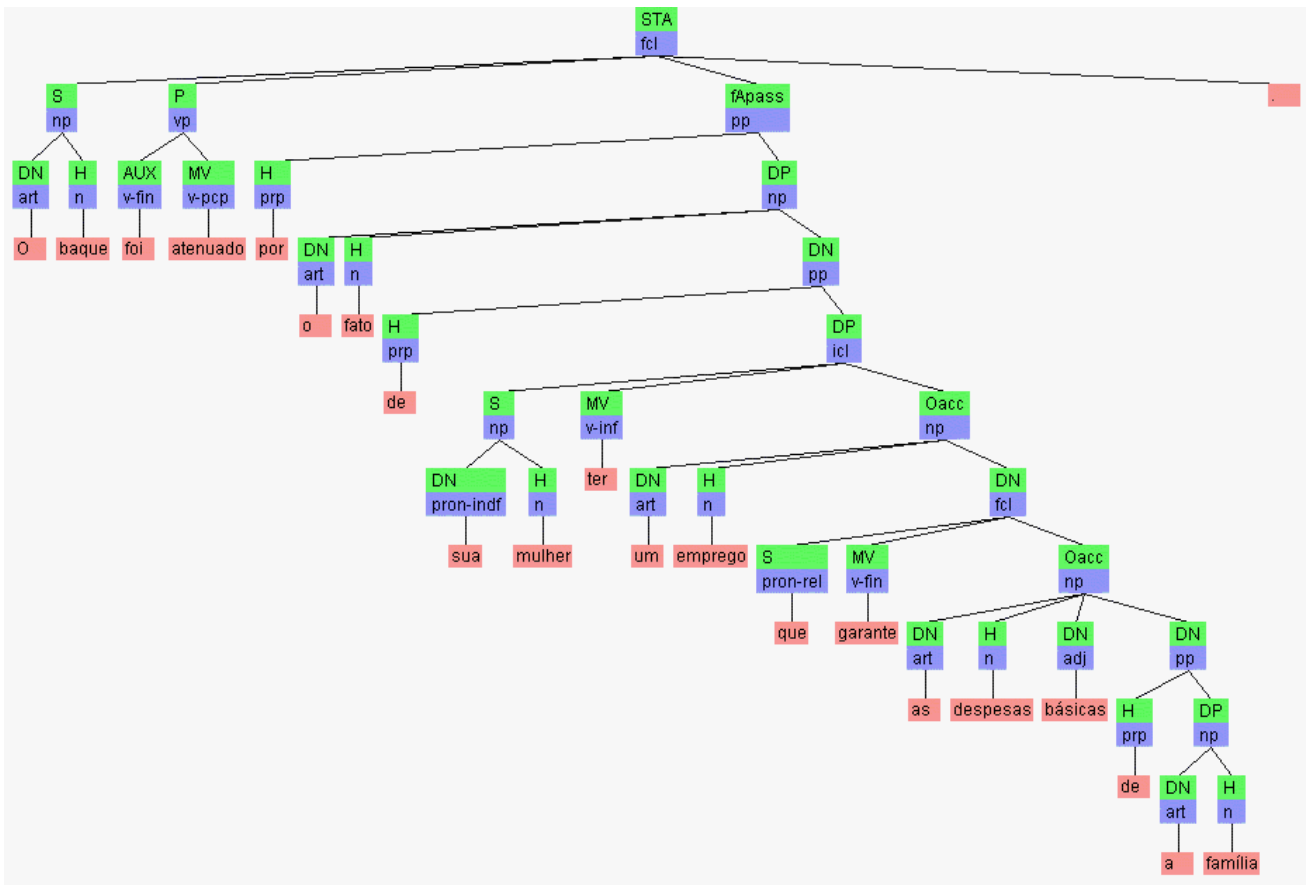 STA
fcl
S P fApass .
np vp pp
DN H AUX MV H DP
art n v-fin v-pcp prp np
O baque foi atenuado por DN H DN
art n pp
o fato H DP
prp icl
de S MV Oacc
np v-inf np
DN H ter DN H DN
pron-indf n art n fcl
sua mulher um emprego S MV Oacc
pron-rel v-fin np
que garante DN H DN DN
art n adj pp
as despesas básicas H DP
prp np
de DN H
art n
a família